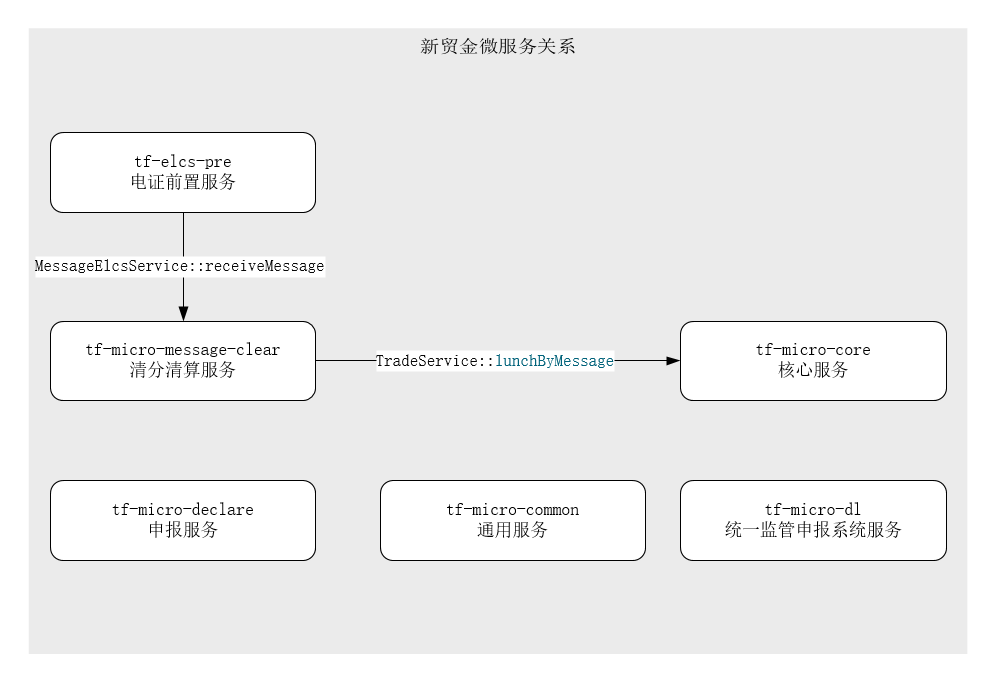 新贸金微服务关系
tf-elcs-pre
电证前置服务
MessageElcsService::receiveMessage
tf-micro-message-clear
清分清算服务
TradeService::lunchByMessage
tf-micro-core
核心服务
tf-micro-declare
申报服务
tf-micro-common
通用服务
tf-micro-dl
统一监管申报系统服务